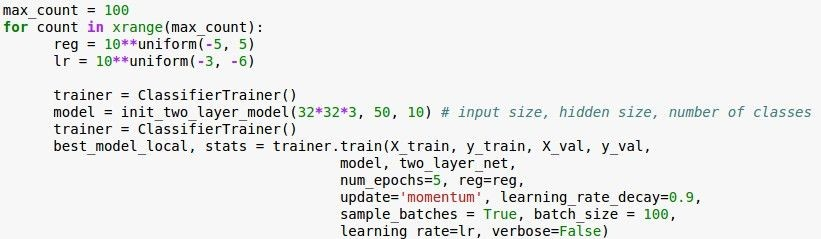 max_count = 100
for count in xrange(max_count):
      reg = 10**uniform(-5, 5)
      lr = 10**uniform(-3, -6)

      trainer = ClassifierTrainer()
      model = init_two_layer_model(32*32*3, 50, 10) # input size, hidden size, number of classes
      trainer = ClassifierTrainer()
      best_model_local, stats = trainer.train(X_train, y_train, X_val, y_val,
                                        model, two_layer_net,
                                        num_epochs=5, reg=reg,
                                        update='momentum', learning_rate_decay=0.9,
                                        sample_batches = True, batch_size = 100,
                                        learning_rate=lr, verbose=False)